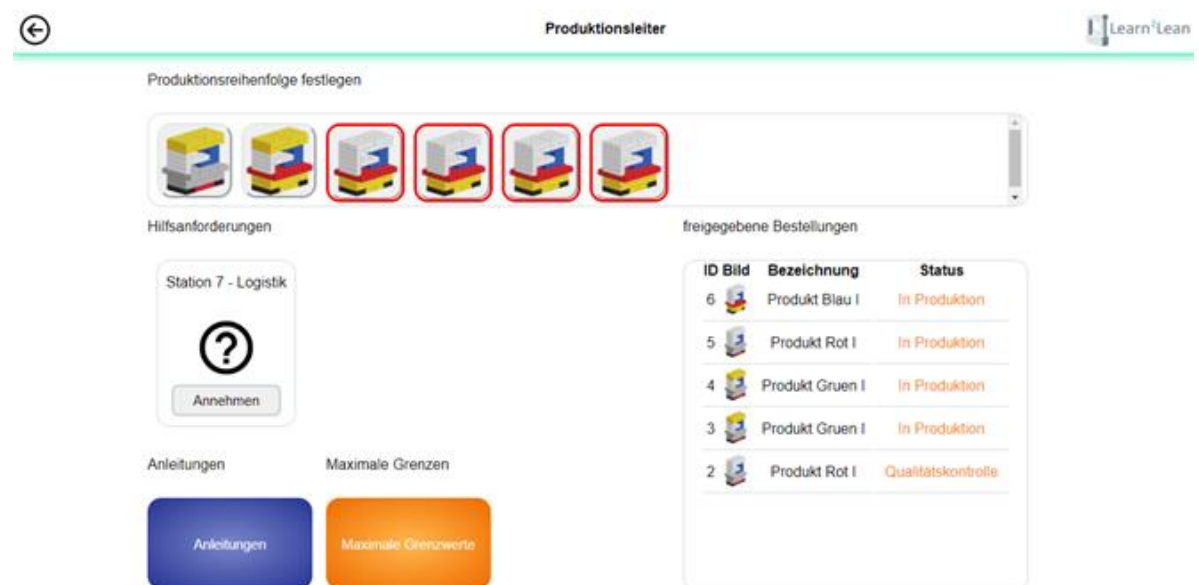 Produktionsleiter
Learn²Lean
Produktionsreihenfolge festlegen
Hilfsanforderungen
freigegebene Bestellungen
Station 7 - Logistik
?
Annehmen
ID Bild Bezeichnung Status
6 Produkt Blau I In Produktion
5 Produkt Rot I In Produktion
4 Produkt Gruen I In Produktion
3 Produkt Gruen I In Produktion
2 Produkt Rot I Qualitätskontrolle
Anleitungen
Maximale Grenzen
Anleitungen
Maximale Grenzwerte